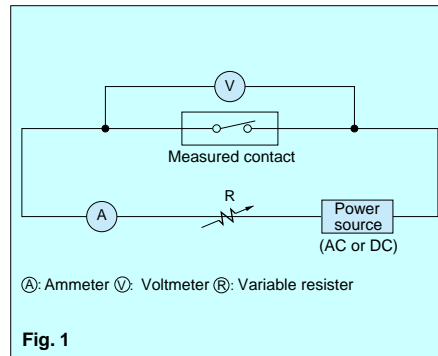 V
Measured contact
R
A
Power
source
(AC or DC)
Ⓐ: Ammeter Ⓥ: Voltmeter Ⓡ: Variable resister
Fig. 1